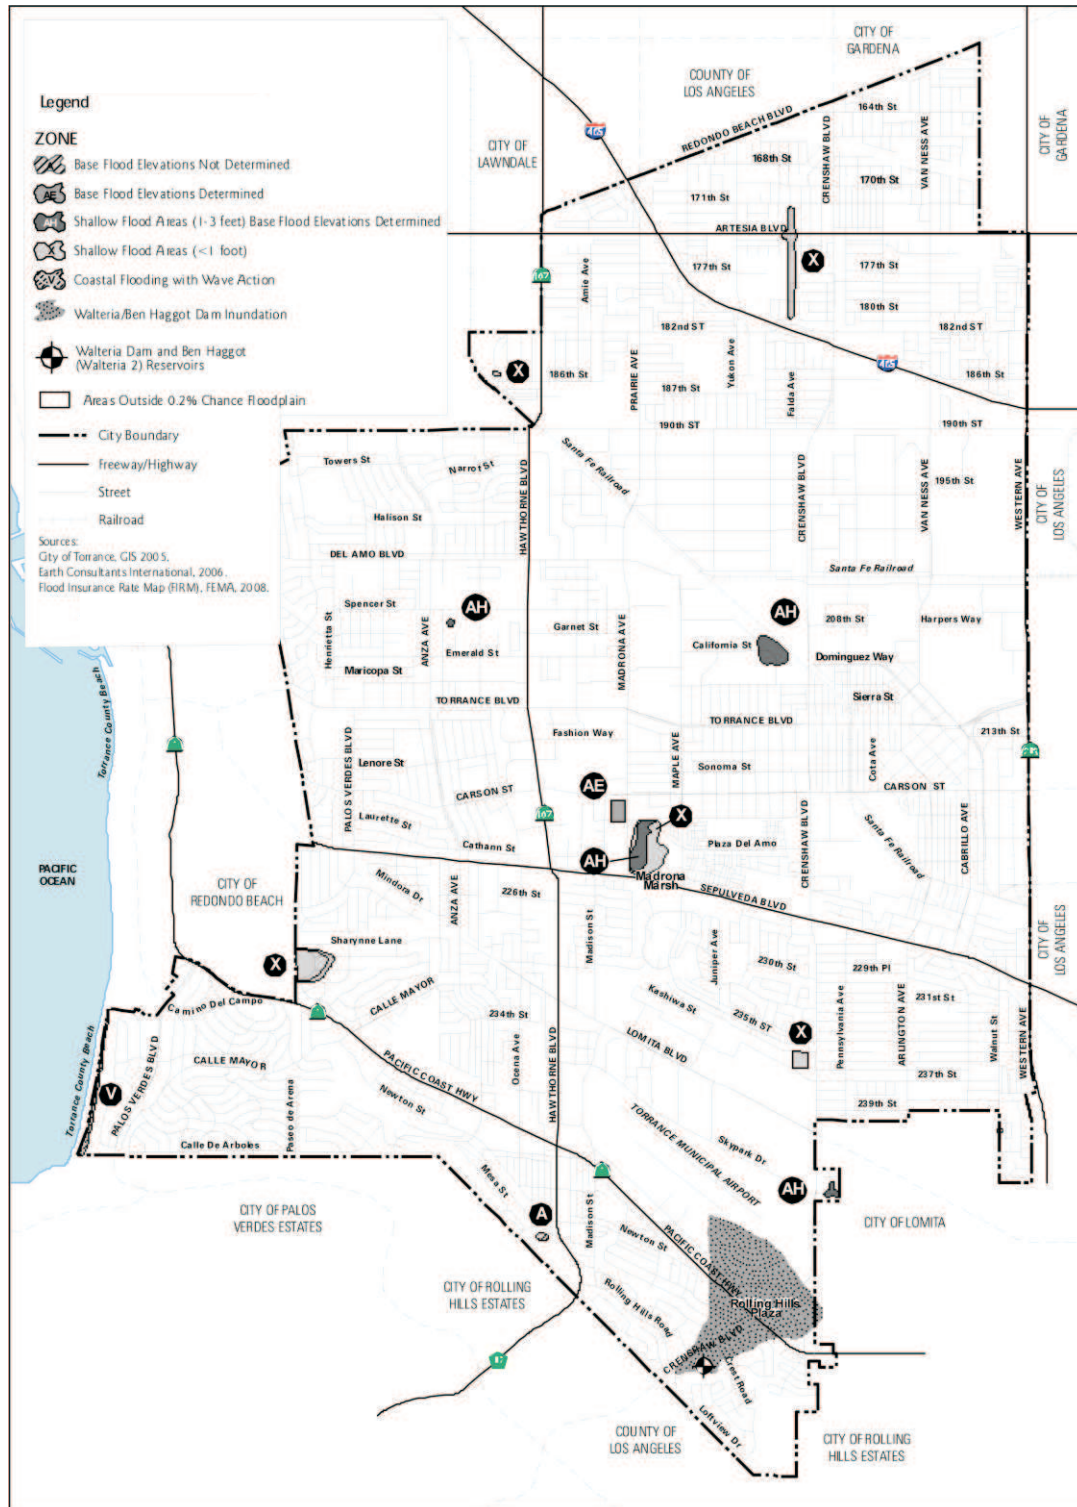 Legend
ZONE
A Base Flood Elevations Not Determined
AE Base Flood Elevations Determined
AH Shallow Flood Areas (1-3 feet) Base Flood Elevations Determined
X Shallow Flood Areas (<1 foot)
V Coastal Flooding with Wave Action
Walteria/Ben Haggot Dam Inundation
Walteria Dam and Ben Haggot
(Walteria 2) Reservoirs
Areas Outside 0.2% Chance Floodplain
City Boundary
Freeway/Highway
Street
Railroad
Sources:
City of Torrance, GIS 2005.
Earth Consultants International, 2006.
Flood Insurance Rate Map (FIRM), FEMA, 2008.
CITY OF
GARDENA
COUNTY OF
LOS ANGELES
CITY OF
LAWNDALE
CITY OF
GARDENA
405
REDONDO BEACH BLVD
164th St
168th St
170th St
171th St
CRENSHAW BLVD
VAN NESS AVE
ARTESIA BLVD
X
177th St
177th St
180th St
107
Amie Ave
182nd ST
182nd ST
405
X
186th St
186th St
187th St
PRAIRIE AVE
Yukon Ave
Falda Ave
190th ST
190th ST
Towers St
Narrot St
HAWTHORNE BLVD
Santa Fe Railroad
CRENSHAW BLVD
VAN NESS AVE
195th St
WESTERN AVE
CITY OF
LOS ANGELES
Halison St
DEL AMO BLVD
Santa Fe Railroad
Spencer St
AH
Garnet St
AH
208th St
Harpers Way
Henrietta St
ANZA AVE
Emerald St
MADRONA AVE
California St
Dominguez Way
Maricopa St
Sierra St
TORRANCE BLVD
TORRANCE BLVD
Torrance County Beach
Fashion Way
213th St
PALOS VERDES BLVD
Lenore St
MAPLE AVE
Sonoma St
Cota Ave
CARSON ST
CARSON ST
AE
107
Laurette St
X
Cathann St
AH
Plaza Del Amo
CRENSHAW BLVD
Santa Fe Railroad
CABRILLO AVE
Madrona
Marsh
PACIFIC
OCEAN
CITY OF
REDONDO BEACH
Mindora Dr
ANZA AVE
226th St
SEPULVEDA BLVD
Madison St
Juniper Ave
Sharynne Lane
X
230th St
229th Pl
CITY OF
LOS ANGELES
Camino Del Campo
CALLE MAYOR
Kashiwa St
231st St
234th St
235th ST
X
Pennsylvania Ave
ARLINGTON AVE
Walnut St
WESTERN AVE
LOMITA BLVD
CALLE MAYOR
Ocena Ave
HAWTHORNE BLVD
237th St
239th St
Torrance County Beach
V
PALOS VERDES BLVD
PACIFIC COAST HWY
Newton St
Paseo de Arena
Calle De Arboles
TORRANCE MUNICIPAL AIRPORT
Skypark Dr
Mesa St
AH
CITY OF PALOS
VERDES ESTATES
A
Madison St
Newton St
PACIFIC COAST HWY
CITY OF LOMITA
CITY OF ROLLING
HILLS ESTATES
Rolling Hills Road
Rolling Hills
Plaza
CRENSHAW BLVD
Crest Road
Loftview Dr
COUNTY OF
LOS ANGELES
CITY OF ROLLING
HILLS ESTATES